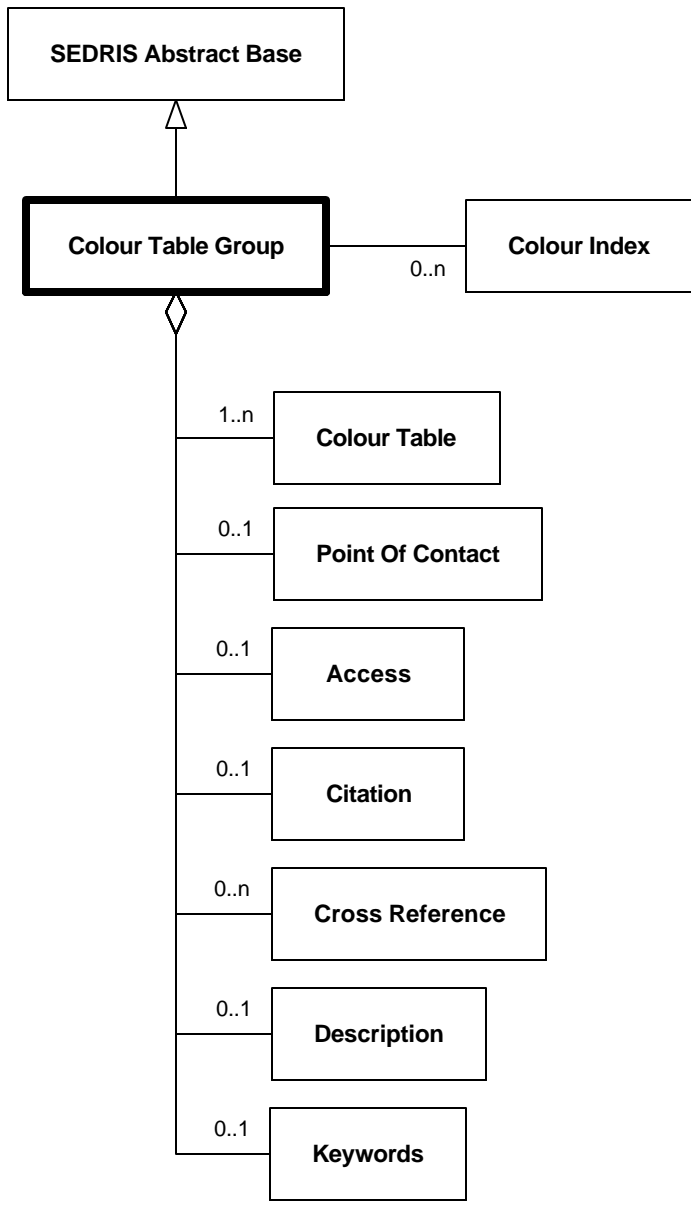 SEDRIS Abstract Base
Colour Table Group
Colour Index
0..n
1..n
Colour Table
0..1
Point Of Contact
0..1
Access
0..1
Citation
0..n
Cross Reference
0..1
Description
0..1
Keywords